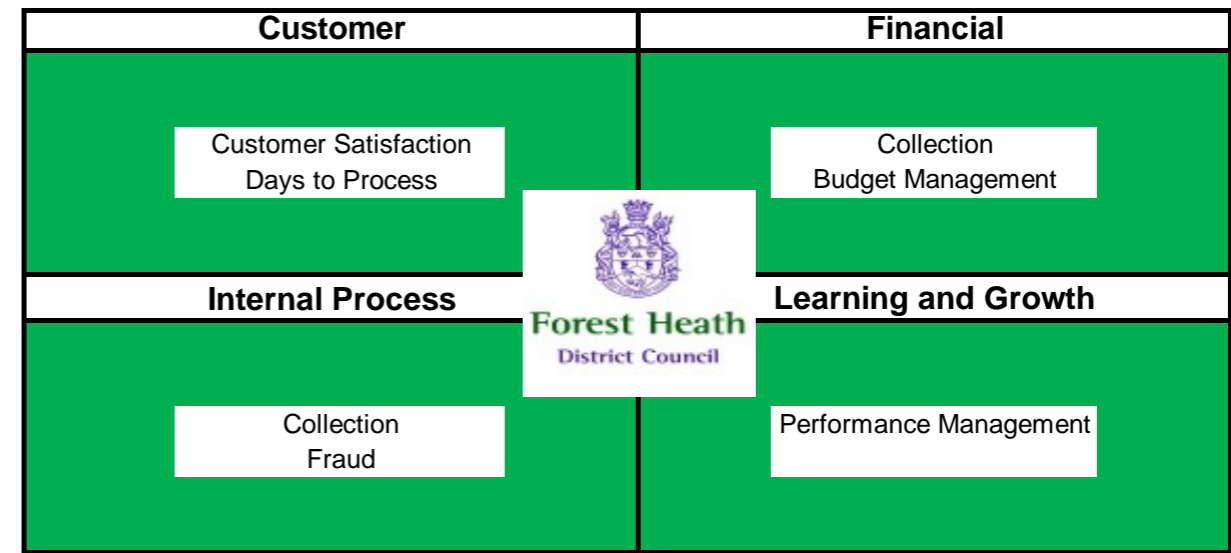 Customer
Financial
Customer Satisfaction
Days to Process
Collection
Budget Management
Internal Process
Learning and Growth
Forest Heath
District Council
Collection
Fraud
Performance Management